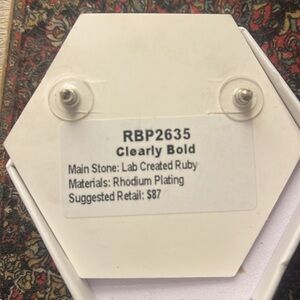 RBP2635
Clearly Bold
Main Stone: Lab Created Ruby
Materials: Rhodium Plating
Suggested Retail: $87